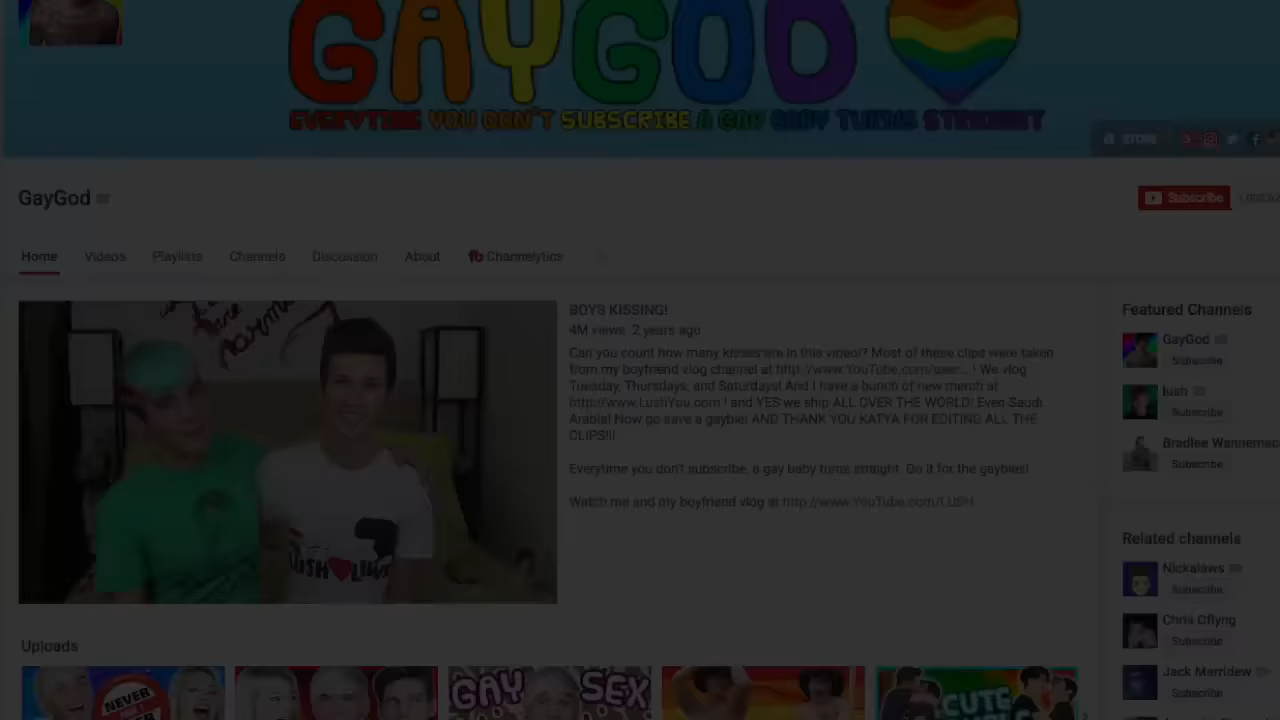 GAYGOD
EVERYTIME YOU DON'T SUBSCRIBE A GAY BABY TURNS STRAIGHT
STORE
GayGod
Subscribe
Home Videos Playlists Channels Discussion About fb Channelytics
BOYS KISSING!
4M views 2 years ago
Can you count how many kisses are in this video!? Most of these clips were taken
from my boyfriend vlog channel at http://www.YouTube.com/user... ! We vlog
Tuesday, Thursdays, and Saturdays! And I have a bunch of new merch at
http://www.LushYou.com ! and YES we ship ALL OVER THE WORLD! Even Saudi
Arabia! Now go save a gaybie! AND THANK YOU KATYA FOR EDITING ALL THE
CLIPS!!!
Everytime you don't subscribe, a gay baby turns straight. Do it for the gaybies!
Watch me and my boyfriend vlog at http://www.YouTube.com/LUSH
Featured Channels
GayGod
Subscribe
lush
Subscribe
Bradlee Wannemac
Subscribe
Related channels
Nickalaws
Subscribe
Chris Oflyng
Subscribe
Jack Merridew
Subscribe
Uploads
NEVER
GAY SEX
CUTE